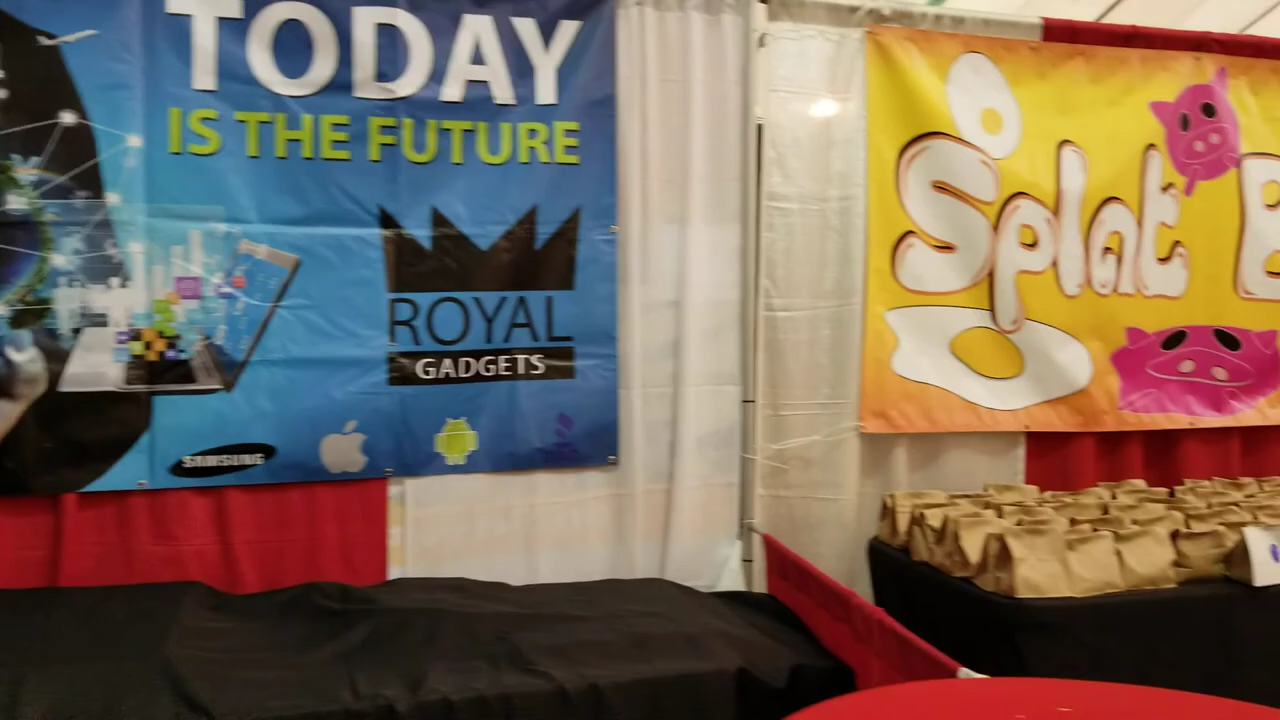 TODAY
IS THE FUTURE
ROYAL
GADGETS
SAMSUNG
Splat B